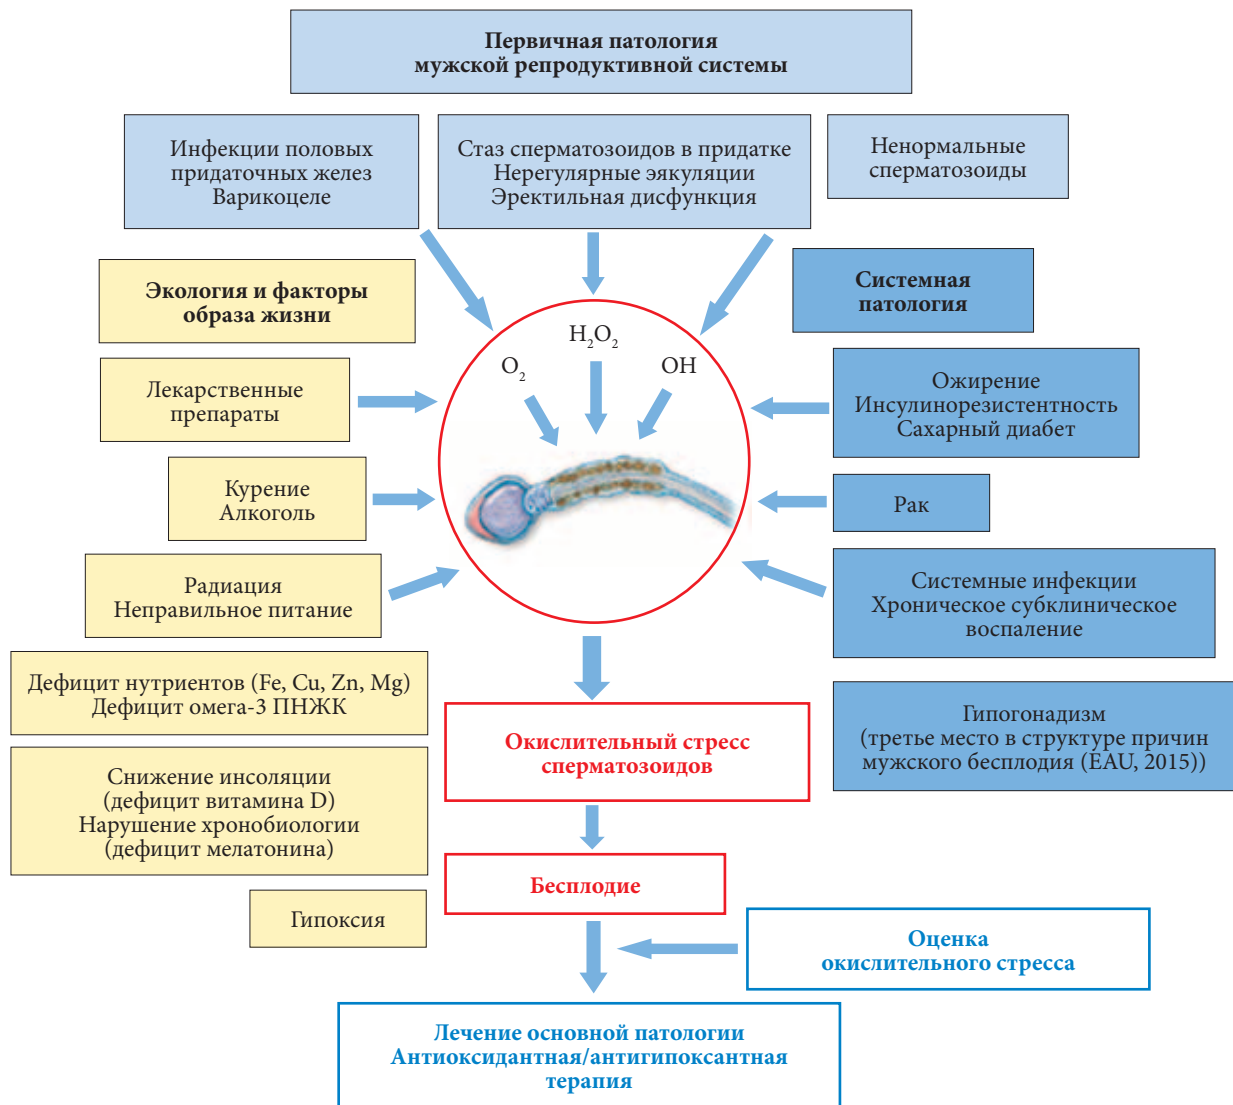 Первичная патология
мужской репродуктивной системы
Инфекции половых
придаточных желез
Варикоцеле
Стаз сперматозоидов в придатке
Нерегулярные эякуляции
Эректильная дисфункция
Ненормальные
сперматозоиды
Экология и факторы
образа жизни
Системная
патология
O2
H2O2
OH
Лекарственные
препараты
Курение
Алкоголь
Радиация
Неправильное питание
Дефицит нутриентов (Fe, Cu, Zn, Mg)
Дефицит омега-3 ПНЖК
Снижение инсоляции
(дефицит витамина D)
Нарушение хронобиологии
(дефицит мелатонина)
Гипоксия
Ожирение
Инсулинорезистентность
Сахарный диабет
Рак
Системные инфекции
Хроническое субклиническое
воспаление
Гипогонадизм
(третье место в структуре причин
мужского бесплодия (EAU, 2015))
Окислительный стресс
сперматозоидов
Бесплодие
Оценка
окислительного стресса
Лечение основной патологии
Антиоксидантная/антигипоксантная
терапия